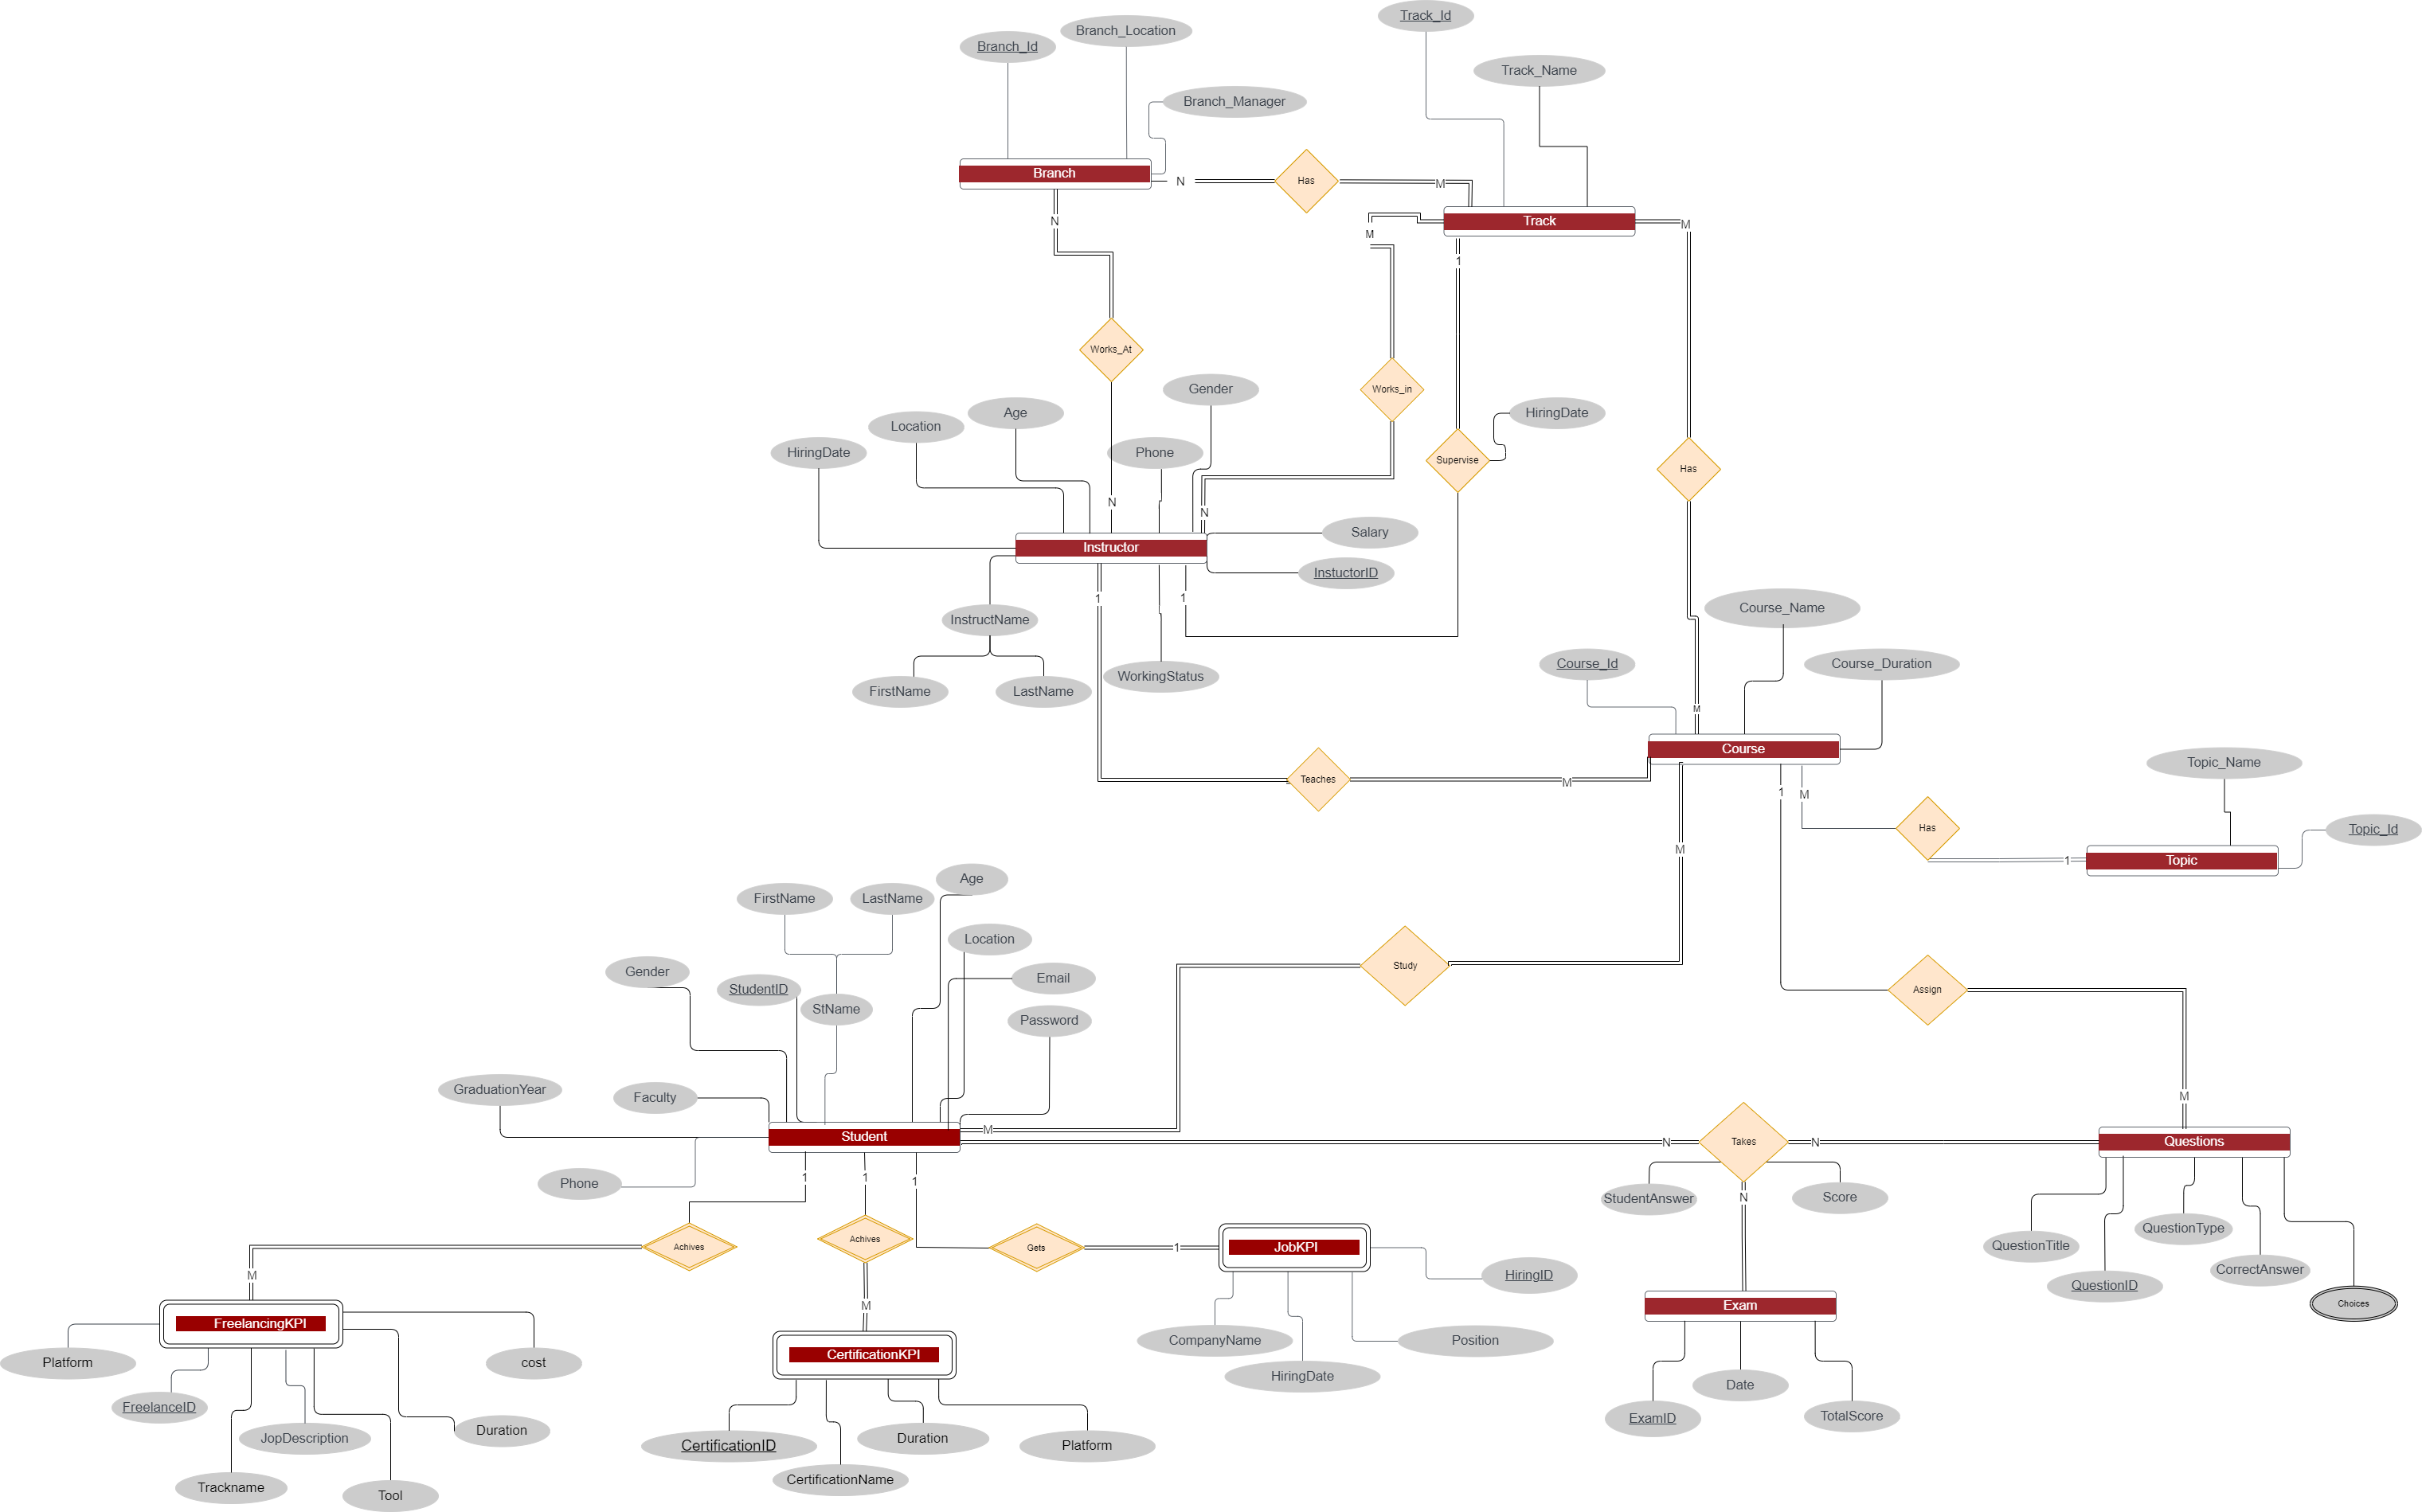 Track_Id
Branch_Location
Branch_Id
Track_Name
Branch_Manager
Branch
N
Has
M
Track
N
M
M
1
Works_At
Works_in
Gender
Age
HiringDate
Location
HiringDate
Phone
Supervise
Has
N
N
Salary
Instructor
InstuctorID
1
1
InstructName
Course_Name
FirstName
LastName
WorkingStatus
Course_Id
Course_Duration
M
Course
Topic_Name
Teaches
M
1
M
Has
Topic_Id
M
1
Topic
Age
FirstName
LastName
Location
Gender
Email
StudentID
StName
Password
Study
Assign
GraduationYear
Faculty
M
Student
M
N
Takes
N
Questions
Phone
1
1
1
StudentAnswer
N
Score
QuestionType
Achives
Achives
Gets
1
JobKPI
QuestionTitle
M
HiringID
QuestionID
CorrectAnswer
M
Exam
Choices
FreelancingKPI
CompanyName
Position
CertificationKPI
Platform
cost
HiringDate
Date
FreelanceID
ExamID
TotalScore
JopDescription
Duration
CertificationID
Duration
Platform
Trackname
CertificationName
Tool